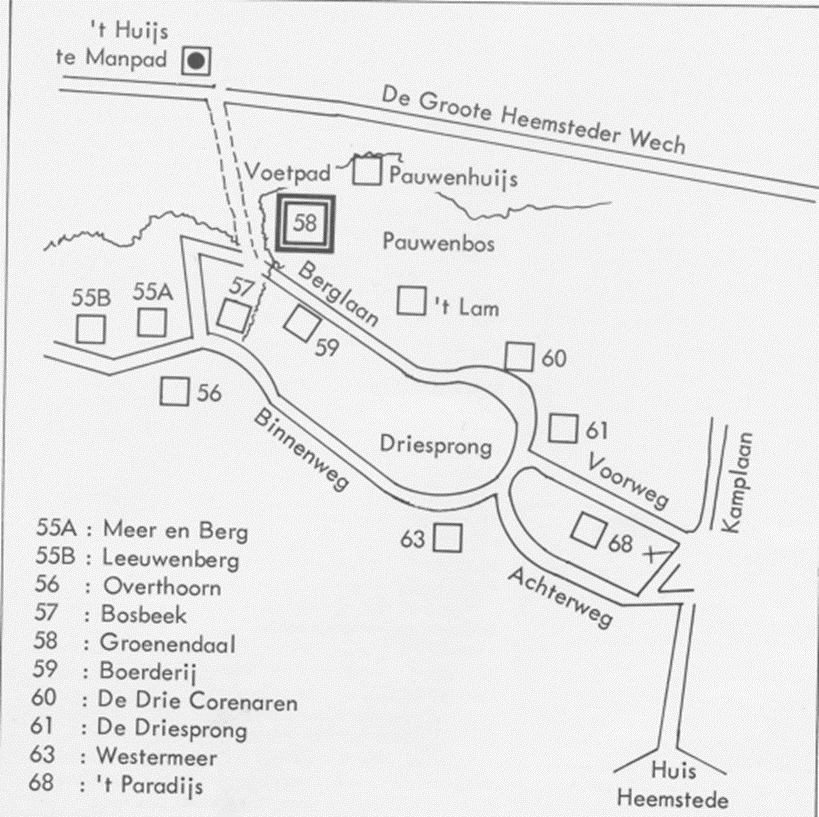 't Huijs
te Manpad
De Groote Heemsteder Wech
Voetpad
Pauwenhuijs
58
Pauwenbos
Berglaan
't Lam
55B
55A
57
59
60
56
61
Binnenweg
Driesprong
Voorweg
Kamplaan
63
68
Achterweg
55A : Meer en Berg
55B : Leeuwenberg
56 : Overthoorn
57 : Bosbeek
58 : Groenendaal
59 : Boerderij
60 : De Drie Corenaren
61 : De Driesprong
63 : Westermeer
68 : 't Paradijs
Huis
Heemstede